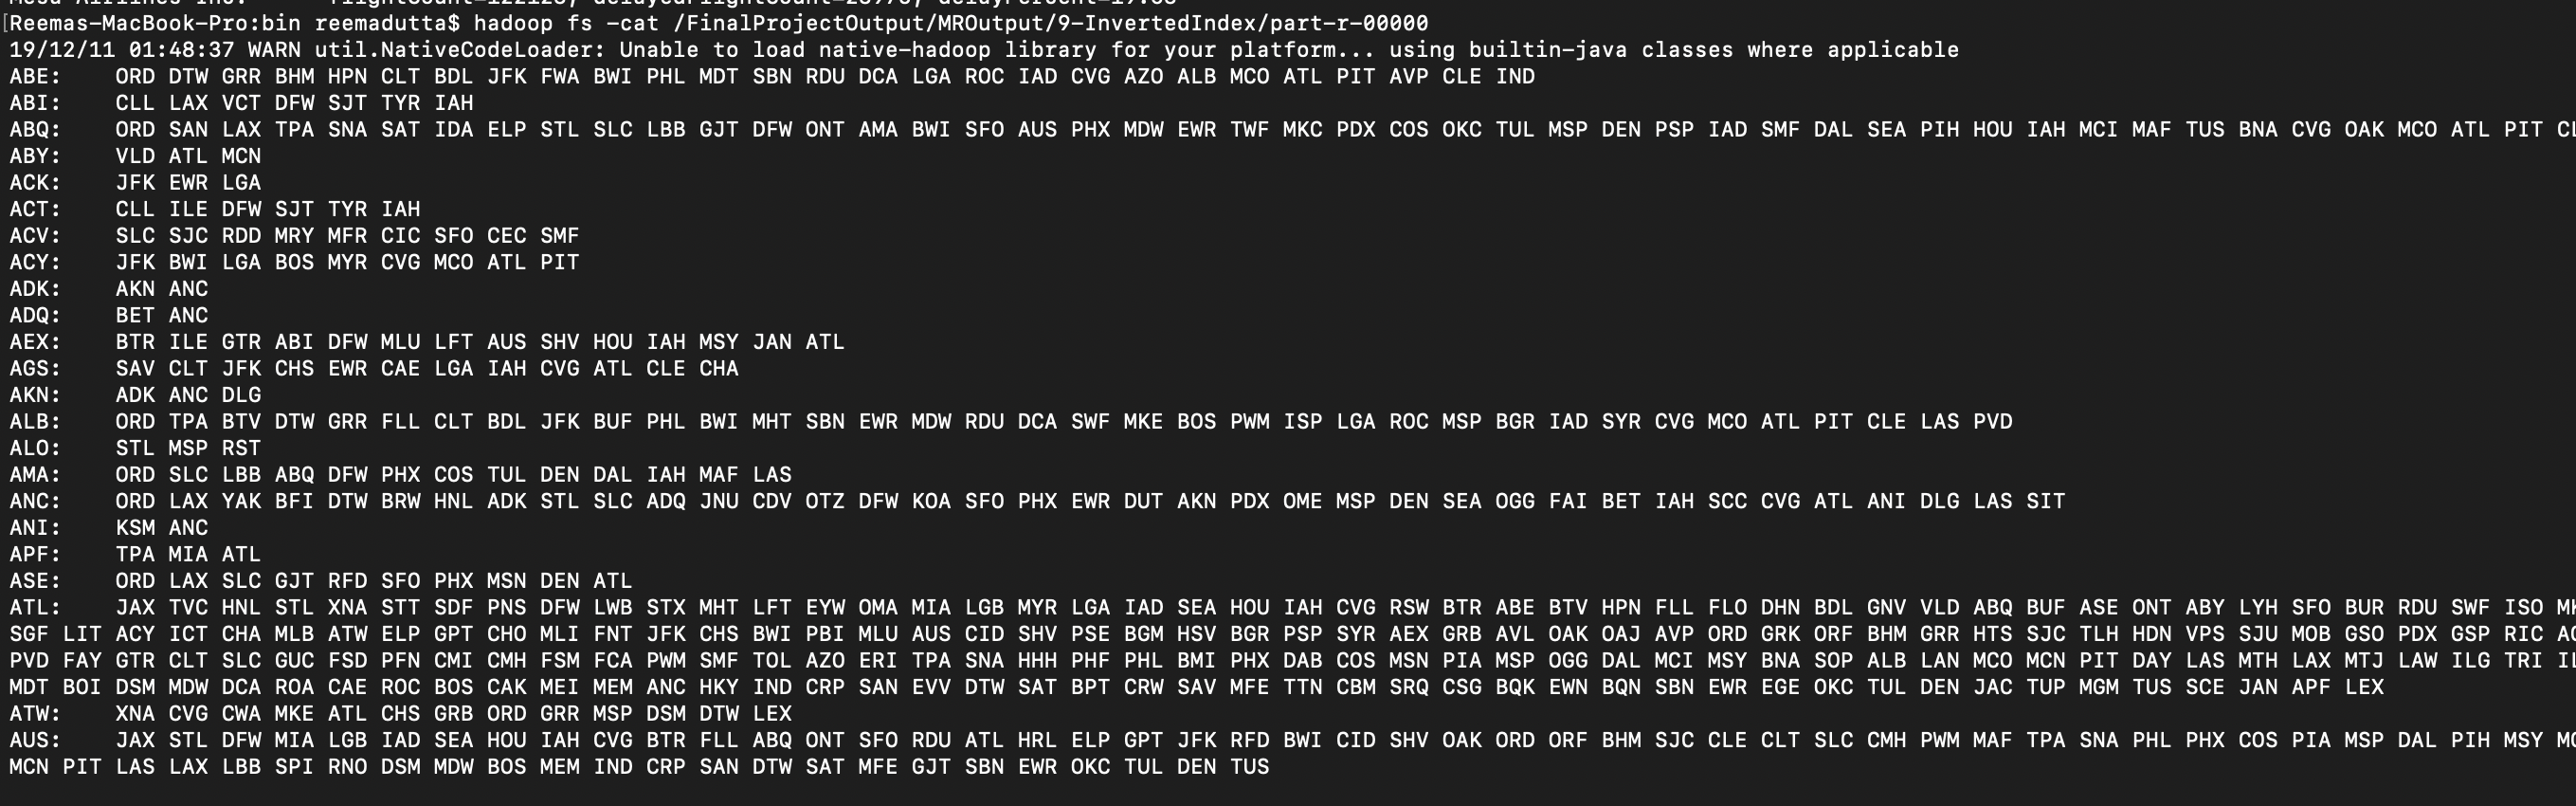 [Reemas-MacBook-Pro:bin reemadutta$ hadoop fs -cat /FinalProjectOutput/MROutput/9-InvertedIndex/part-r-00000
19/12/11 01:48:37 WARN util.NativeCodeLoader: Unable to load native-hadoop library for your platform... using builtin-java classes where applicable
ABE: ORD DTW GRR BHM HPN CLT BDL JFK FWA BWI PHL MDT SBN RDU DCA LGA ROC IAD CVG AZO ALB MCO ATL PIT AVP CLE IND
ABI: CLL LAX VCT DFW SJT TYR IAH
ABQ: ORD SAN LAX TPA SNA SAT IDA ELP STL SLC LBB GJT DFW ONT AMA BWI SFO AUS PHX MDW EWR TWF MKC PDX COS OKC TUL MSP DEN PSP IAD SMF DAL SEA PIH HOU IAH MCI MAF TUS BNA CVG OAK MCO ATL PIT
ABY: VLD ATL MCN
ACK: JFK EWR LGA
ACT: CLL ILE DFW SJT TYR IAH
ACV: SLC SJC RDD MRY MFR CIC SFO CEC SMF
ACY: JFK BWI LGA BOS MYR CVG MCO ATL PIT
ADK: AKN ANC
ADQ: BET ANC
AEX: BTR ILE GTR ABI DFW MLU LFT AUS SHV HOU IAH MSY JAN ATL
AGS: SAV CLT JFK CHS EWR CAE LGA IAH CVG ATL CLE CHA
AKN: ADK ANC DLG
ALB: ORD TPA BTV DTW GRR FLL CLT BDL JFK BUF PHL BWI MHT SBN EWR MDW RDU DCA SWF MKE BOS PWM ISP LGA ROC MSP BGR IAD SYR CVG MCO ATL PIT CLE LAS PVD
ALO: STL MSP RST
AMA: ORD SLC LBB ABQ DFW PHX COS TUL DEN DAL IAH MAF LAS
ANC: ORD LAX YAK BFI DTW BRW HNL ADK STL SLC ADQ JNU CDV OTZ DFW KOA SFO PHX EWR DUT AKN PDX OME MSP DEN SEA OGG FAI BET IAH SCC CVG ATL ANI DLG LAS SIT
ANI: KSM ANC
APF: TPA MIA ATL
ASE: ORD LAX SLC GJT RFD SFO PHX MSN DEN ATL
ATL: JAX TVC HNL STL XNA STT SDF PNS DFW LWB STX MHT LFT EYW OMA MIA LGB MYR LGA IAD SEA HOU IAH CVG RSW BTR ABE BTV HPN FLL FLO DHN BDL GNV VLD ABQ BUF ASE ONT ABY LYH SFO BUR RDU SWF ISO
SGF LIT ACY ICT CHA MLB ATW ELP GPT CHO MLI FNT JFK CHS BWI PBI MLU AUS CID SHV PSE BGM HSV BGR PSP SYR AEX GRB AVL OAK OAJ AVP ORD GRK ORF BHM GRR HTS SJC TLH HDN VPS SJU MOB GSO PDX GSP RIC
PVD FAY GTR CLT SLC GUC FSD PFN CMI CMH FSM FCA PWM SMF TOL AZO ERI TPA SNA HHH PHF PHL BMI PHX DAB COS MSN PIA MSP OGG DAL MCI MSY BNA SOP ALB LAN MCO MCN PIT DAY LAS MTH LAX MTJ LAW ILG TRI
MDT BOI DSM MDW DCA ROA CAE ROC BOS CAK MEI MEM ANC HKY IND CRP SAN EVV DTW SAT BPT CRW SAV MFE TTN CBM SRQ CSG BQK EWN BQN SBN EWR EGE OKC TUL DEN JAC TUP MGM TUS SCE JAN APF LEX
ATW: XNA CVG CWA MKE ATL CHS GRB ORD GRR MSP DSM DTW LEX
AUS: JAX STL DFW MIA LGB IAD SEA HOU IAH CVG BTR FLL ABQ ONT SFO RDU ATL HRL ELP GPT JFK RFD BWI CID SHV OAK ORD ORF BHM SJC CLE CLT SLC CMH PWM MAF TPA SNA PHL PHX COS PIA MSP DAL PIH MSY
MCN PIT LAS LAX LBB SPI RNO DSM MDW BOS MEM IND CRP SAN DTW SAT MFE GJT SBN EWR OKC TUL DEN TUS